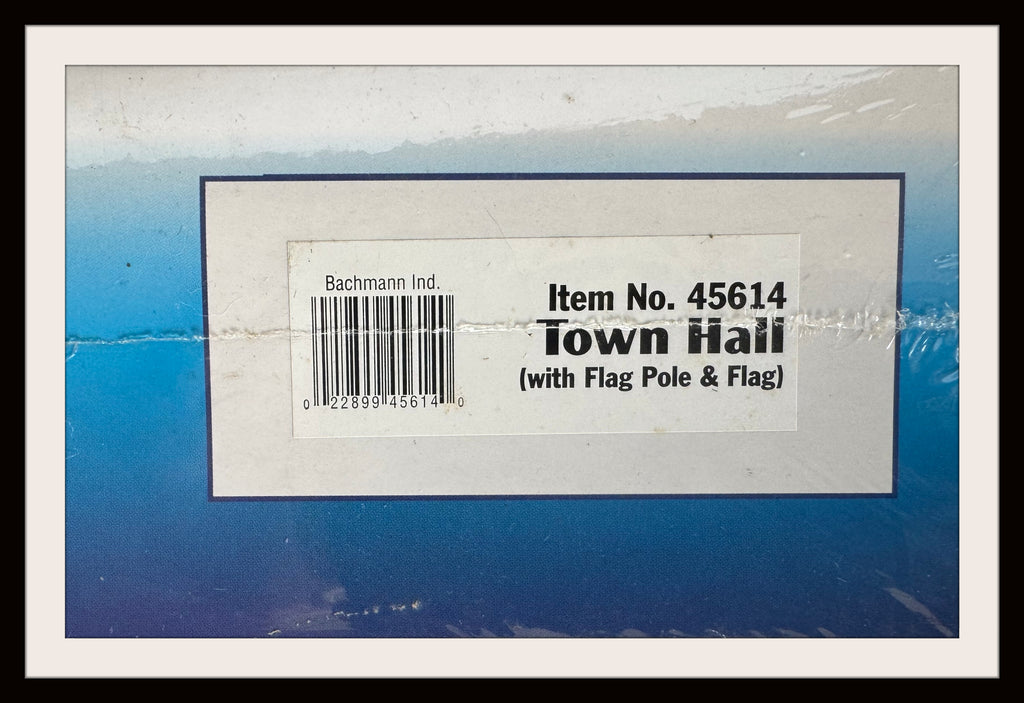 Bachmann Ind.
0 22899 45614 0
Item No. 45614
Town Hall
(with Flag Pole & Flag)